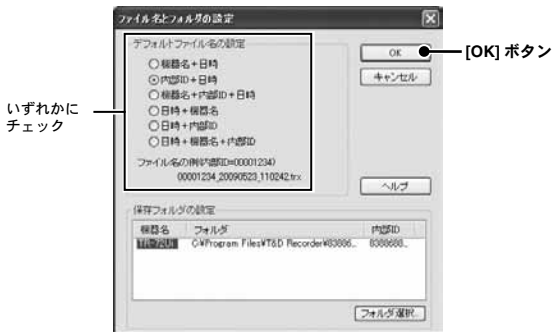 ファイル名とフォルダの設定
デフォルトファイル名の設定
機器名+日時
内部ID+日時
機器名+内部ID+日時
日時+機器名
日時+内部ID
日時+機器名+内部ID
ファイル名の例(内部ID=00001234)
00001234_20090523_110242.trx
OK
キャンセル
ヘルプ
[OK] ボタン
いずれかに
チェック
保存フォルダの設定
機器名 フォルダ 内部ID
TR-72Ui C:¥Program Files¥T&D Recorder¥83886... 8388688...
フォルダ選択...